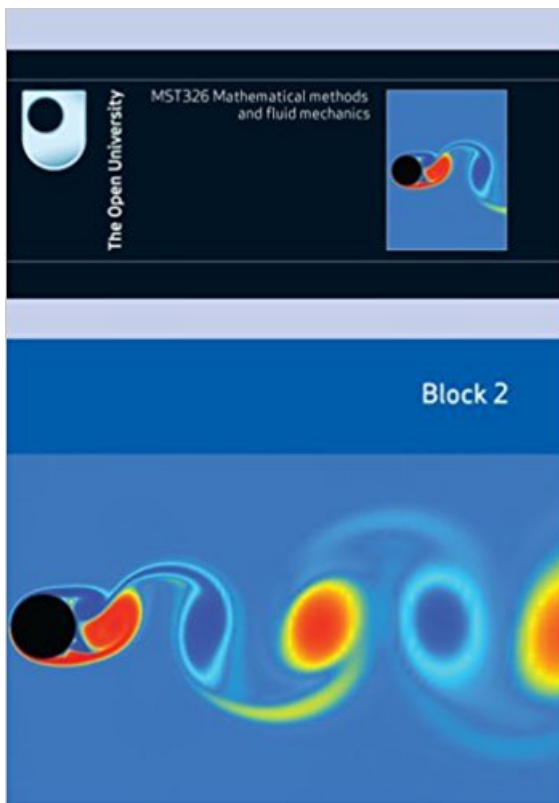 The Open University
MST326 Mathematical methods
and fluid mechanics
Block 2